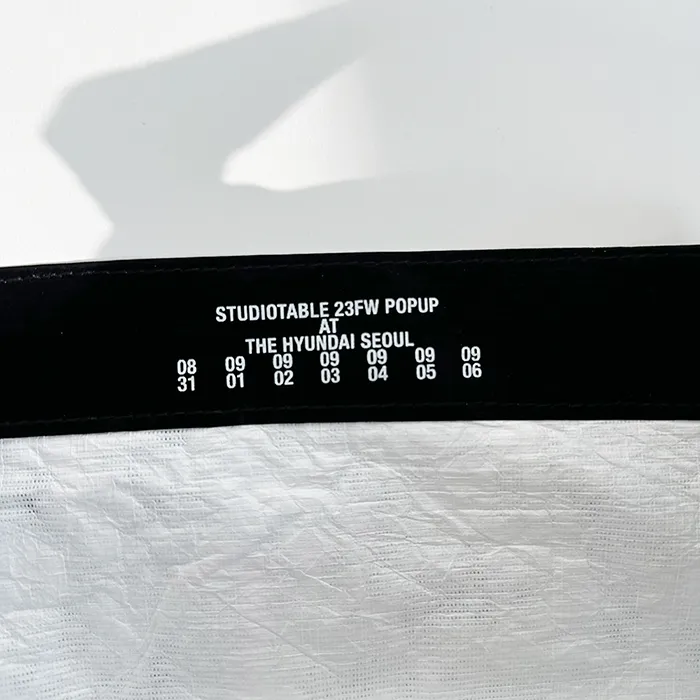 STUDIOTABLE 23FW POPUP
AT
THE HYUNDAI SEOUL
08 09 09 09 09 09 09
31 01 02 03 04 05 06